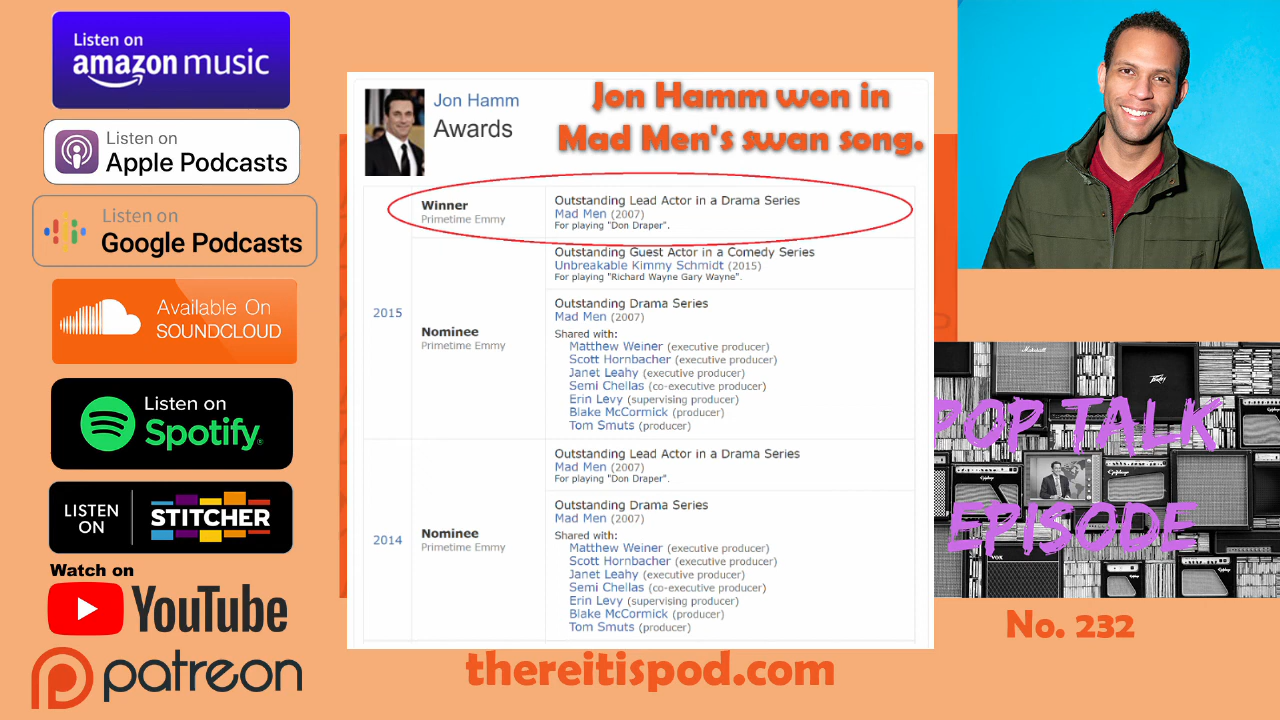 Listen on
amazon music
Listen on
Apple Podcasts
Listen on
Google Podcasts
Available On
SOUNDCLOUD
Listen on
Spotify®
LISTEN
ON
STITCHER
Watch on
YouTube
patreon
Jon Hamm
Awards
Jon Hamm won in
Mad Men's swan song.
2015
Winner
Primetime Emmy
Outstanding Lead Actor in a Drama Series
Mad Men (2007)
For playing "Don Draper".
Nominee
Primetime Emmy
Outstanding Guest Actor in a Comedy Series
Unbreakable Kimmy Schmidt (2015)
For playing "Richard Wayne Gary Wayne".
Outstanding Drama Series
Mad Men (2007)
Shared with:
Matthew Weiner (executive producer)
Scott Hornbacher (executive producer)
Janet Leahy (executive producer)
Semi Chellas (co-executive producer)
Erin Levy (supervising producer)
Blake McCormick (producer)
Tom Smuts (producer)
2014
Nominee
Primetime Emmy
Outstanding Lead Actor in a Drama Series
Mad Men (2007)
For playing "Don Draper".
Outstanding Drama Series
Mad Men (2007)
Shared with:
Matthew Weiner (executive producer)
Scott Hornbacher (executive producer)
Janet Leahy (executive producer)
Semi Chellas (co-executive producer)
Erin Levy (supervising producer)
Blake McCormick (producer)
Tom Smuts (producer)
thereitispod.com
Marshall
Peavey
POP TALK
EPISODE
Epiphone
VOX
No. 232